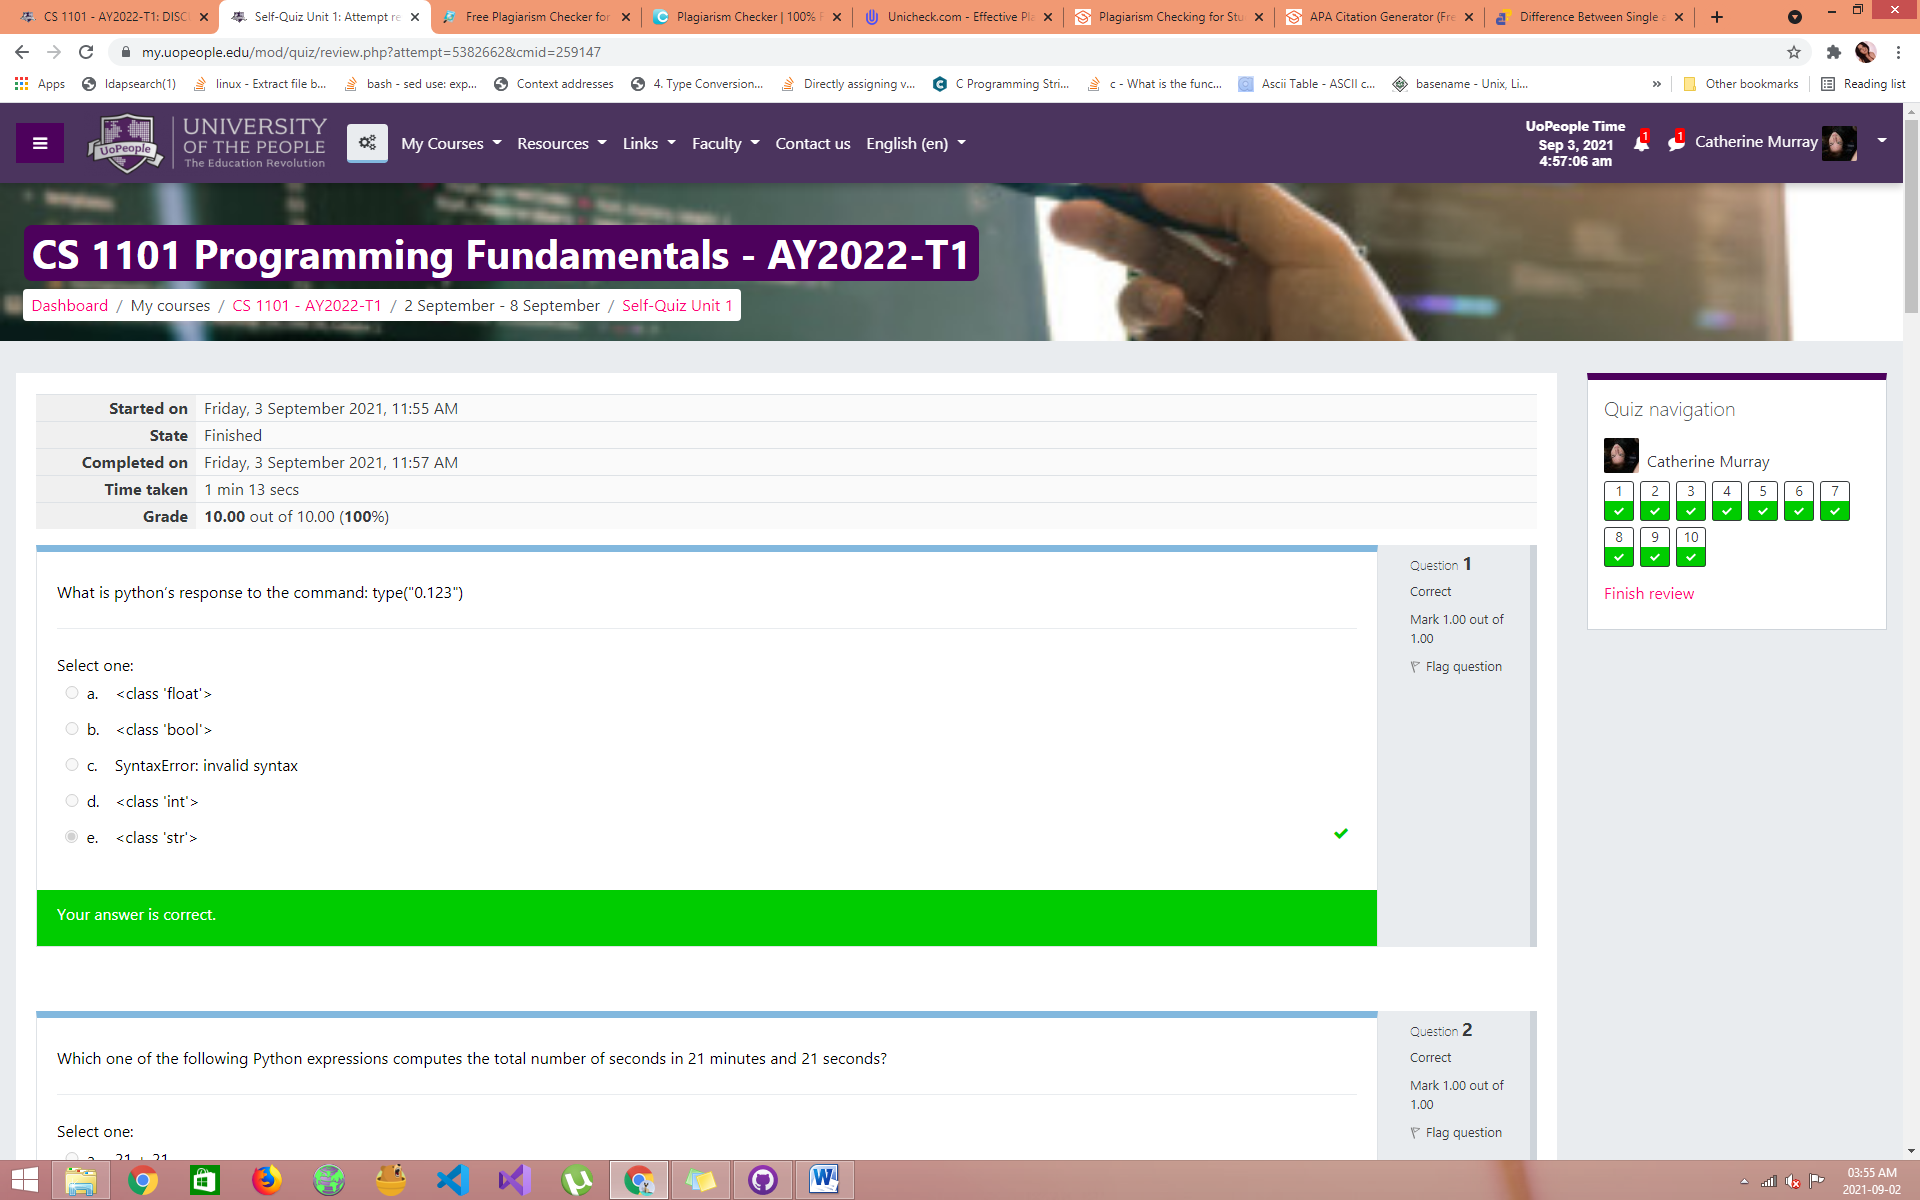 CS 1101 - AY2022-T1: DISC
Self-Quiz Unit 1: Attempt re
Free Plagiarism Checker for
Plagiarism Checker | 100% F
Unicheck.com - Effective Pla
Plagiarism Checking for Stu
APA Citation Generator (Fre
Difference Between Single a
my.uopeople.edu/mod/quiz/review.php?attempt=5382662&cmid=259147
Apps
ldapsearch(1)
linux - Extract file b...
bash - sed use: exp...
Context addresses
4. Type Conversion...
Directly assigning v...
C Programming Stri...
c - What is the func...
Ascii Table - ASCII c...
basename - Unix, Li...
»
Other bookmarks
Reading list
UoPeople
UNIVERSITY
OF THE PEOPLE
The Education Revolution
My Courses
Resources
Links
Faculty
Contact us
English (en)
UoPeople Time
Sep 3, 2021
4:57:06 am
1
1
Catherine Murray
CS 1101 Programming Fundamentals - AY2022-T1
Dashboard / My courses / CS 1101 - AY2022-T1 / 2 September - 8 September / Self-Quiz Unit 1
Started on Friday, 3 September 2021, 11:55 AM
State Finished
Completed on Friday, 3 September 2021, 11:57 AM
Time taken 1 min 13 secs
Grade 10.00 out of 10.00 (100%)
Quiz navigation
Catherine Murray
1 2 3 4 5 6 7
8 9 10
Finish review
Question 1
Correct
Mark 1.00 out of
1.00
Flag question
What is python’s response to the command: type("0.123")
Select one:
a. <class 'float'>
b. <class 'bool'>
c. SyntaxError: invalid syntax
d. <class 'int'>
e. <class 'str'>
Your answer is correct.
Question 2
Correct
Mark 1.00 out of
1.00
Flag question
Which one of the following Python expressions computes the total number of seconds in 21 minutes and 21 seconds?
Select one:
a. 21 + 21
03:55 AM
2021-09-02